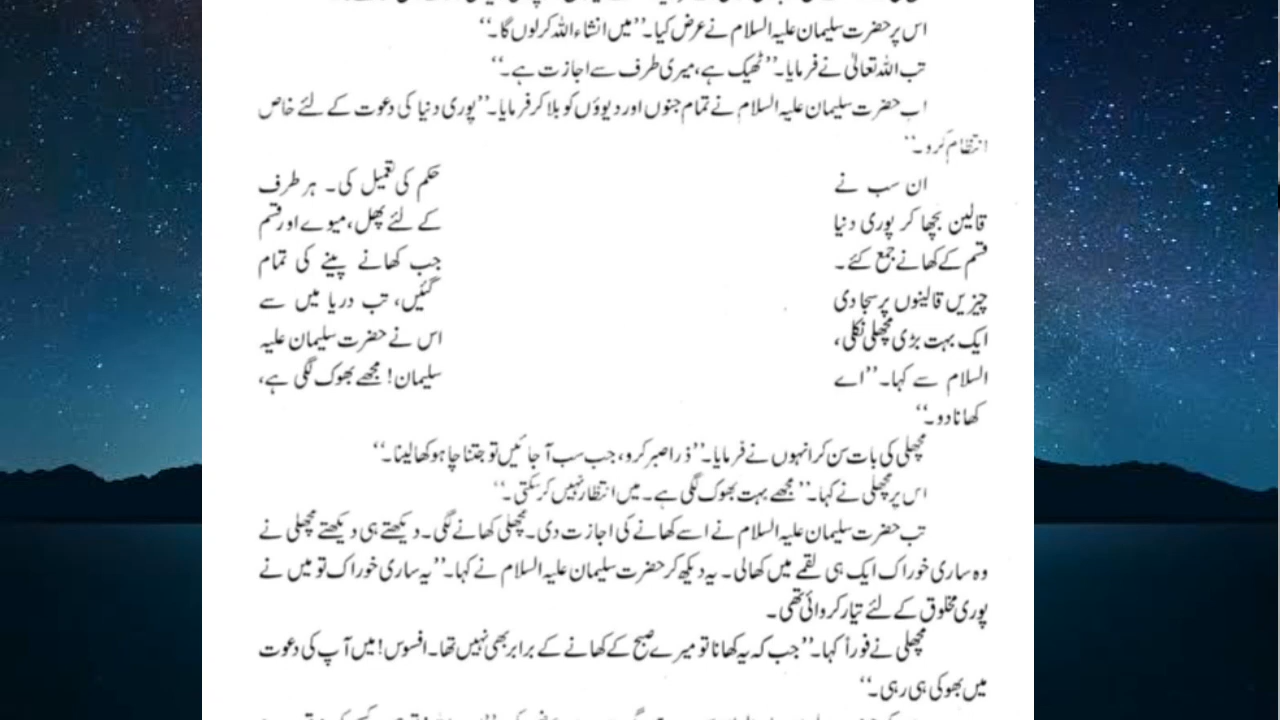 اس پر حضرت سلیمان علیہ السلام نے عرض کیا۔’’میں انشاء اللہ کرلوں گا۔‘‘
تب اللہ تعالیٰ نے فرمایا۔’’ٹھیک ہے، میری طرف سے اجازت ہے۔‘‘
اب حضرت سلیمان علیہ السلام نے تمام جنوں اور دیوؤں کو بلا کر فرمایا۔’’پوری دنیا کی دعوت کے لئے خاص
انتظام کرو۔‘‘
ان سب نے حکم کی تعمیل کی۔ ہر طرف
قالین بچھا کر پوری دنیا کے لئے پھل، میوے اور قسم
قسم کے کھانے جمع کئے۔ جب کھانے پینے کی تمام
چیزیں قالینوں پر سجا دی گئیں، تب دریا میں سے
ایک بہت بڑی مچھلی نکلی، اس نے حضرت سلیمان علیہ
السلام سے کہا۔’’اے سلیمان! مجھے بھوک لگی ہے،
کھانا دو۔‘‘
مچھلی کی بات سن کر انہوں نے فرمایا۔’’ذرا صبر کرو، جب سب آ جائیں تو جتنا چاہو کھا لینا۔‘‘
اس پر مچھلی نے کہا۔’’مجھے بہت بھوک لگی ہے۔ میں انتظار نہیں کر سکتی۔‘‘
تب حضرت سلیمان علیہ السلام نے اسے کھانے کی اجازت دی۔ مچھلی کھانے لگی۔ دیکھتے ہی دیکھتے مچھلی نے
وہ ساری خوراک ایک ہی لقمے میں کھالی۔ یہ دیکھ کر حضرت سلیمان علیہ السلام نے کہا۔’’یہ ساری خوراک تو میں نے
پوری مخلوق کے لئے تیار کروائی تھی۔
مچھلی نے فوراً کہا۔’’جب کہ یہ کھانا تو میرے صبح کے کھانے کے برابر بھی نہیں تھا۔ افسوس! میں آپ کی دعوت
میں بھوکی ہی رہی۔‘‘